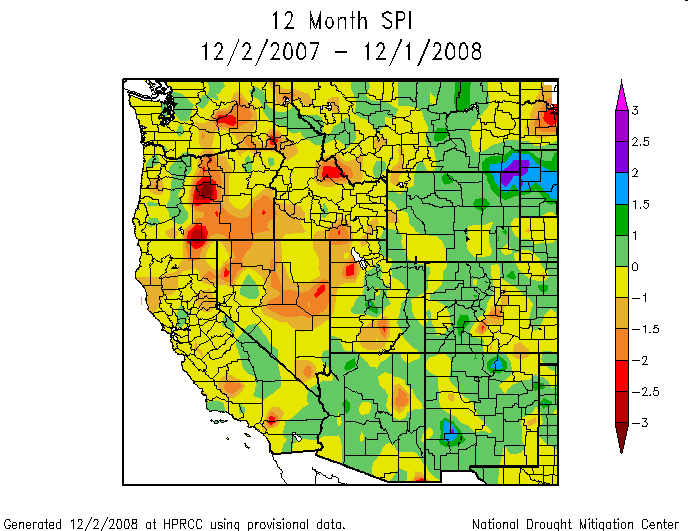 12 Month SPI
12/2/2007 - 12/1/2008
3
2.5
2
1.5
1
0
-1
-1.5
-2
-2.5
-3
Generated 12/2/2008 at HPRCC using provisional data.
National Drought Mitigation Center